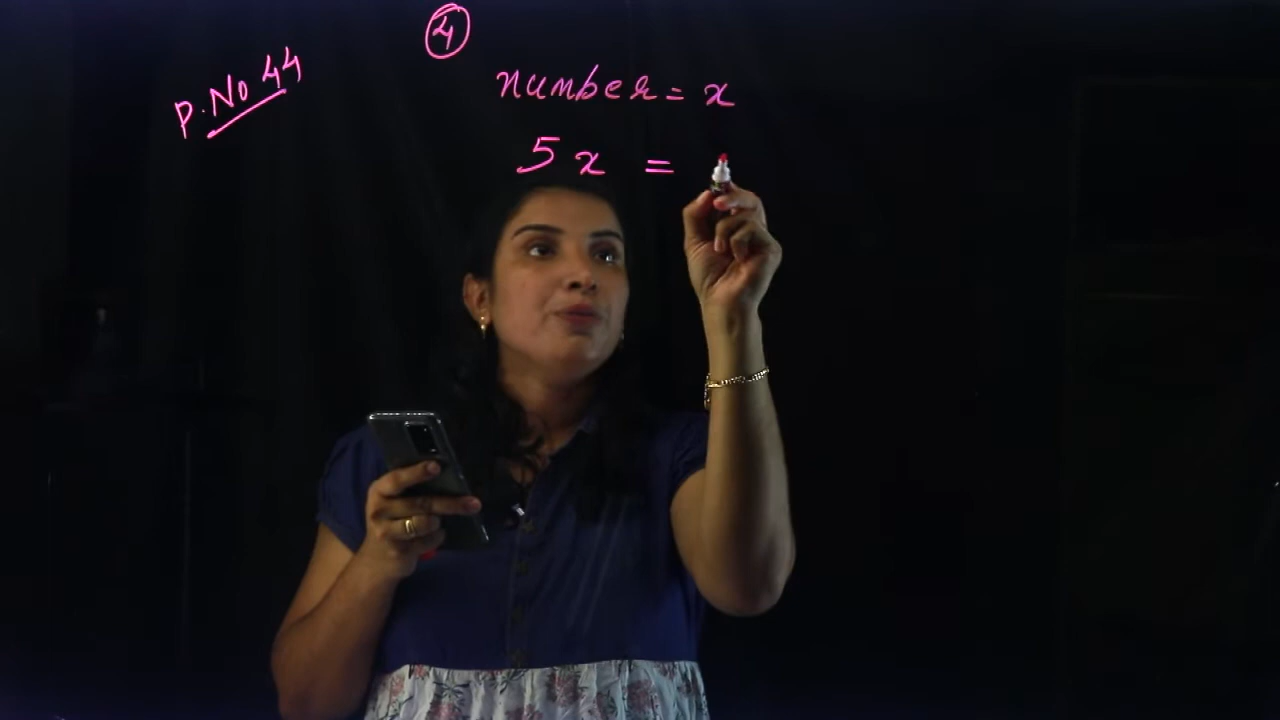 ④
P.No 44
number = x
5x =